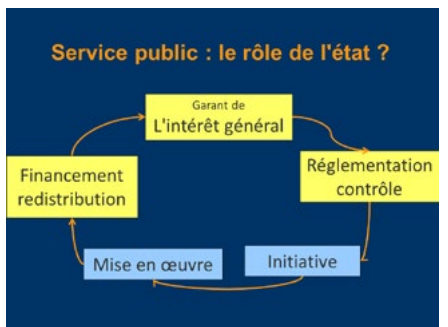 Service public : le rôle de l'état ?
Garant de
L'intérêt général
Réglementation
contrôle
Initiative
Mise en œuvre
Financement
redistribution